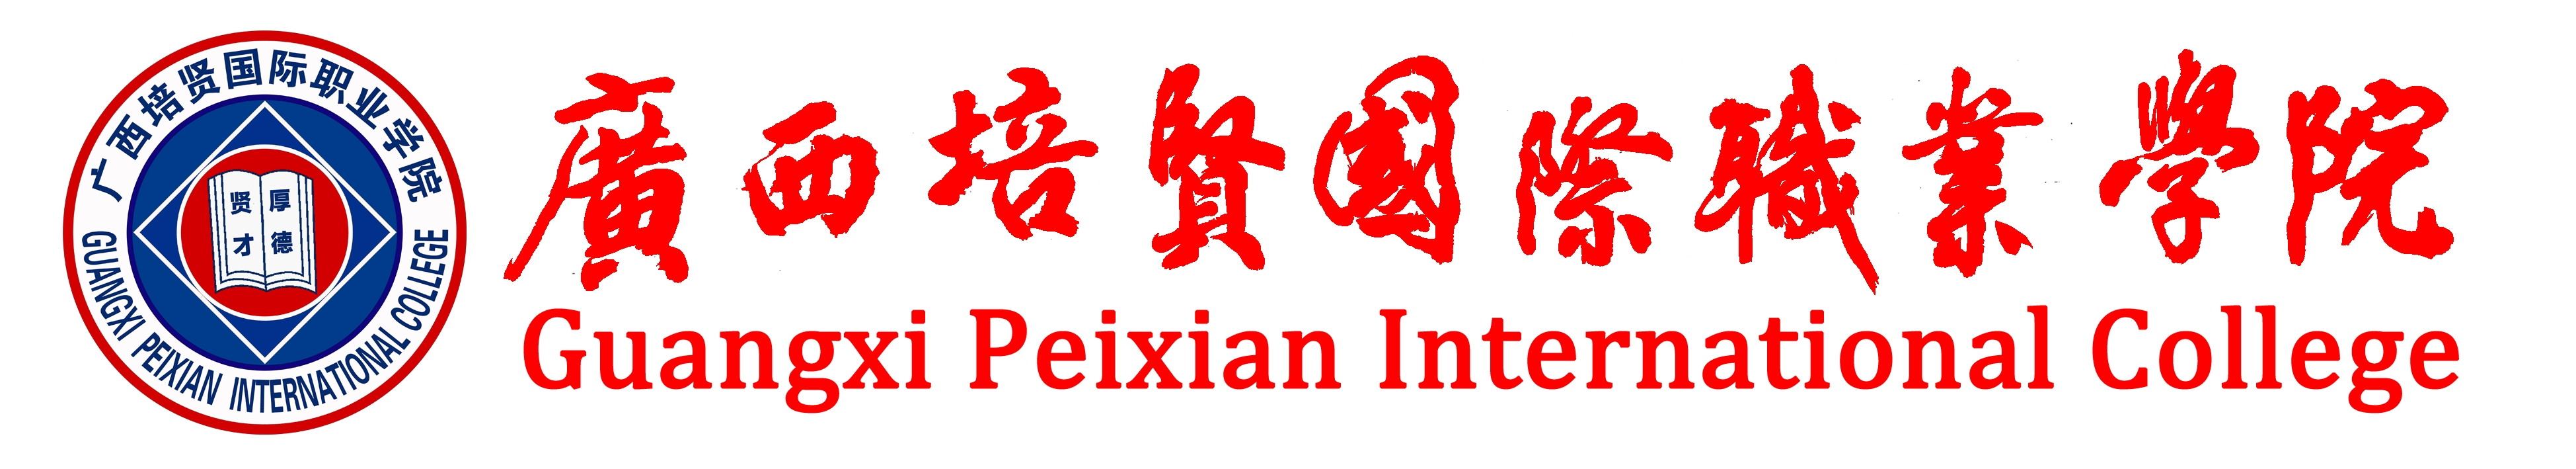 广西培贤国际职业学院
贤 厚
才 德
GUANGXI PEIXIAN INTERNATIONAL COLLEGE
廣西培賢國際職業學院
Guangxi Peixian International College